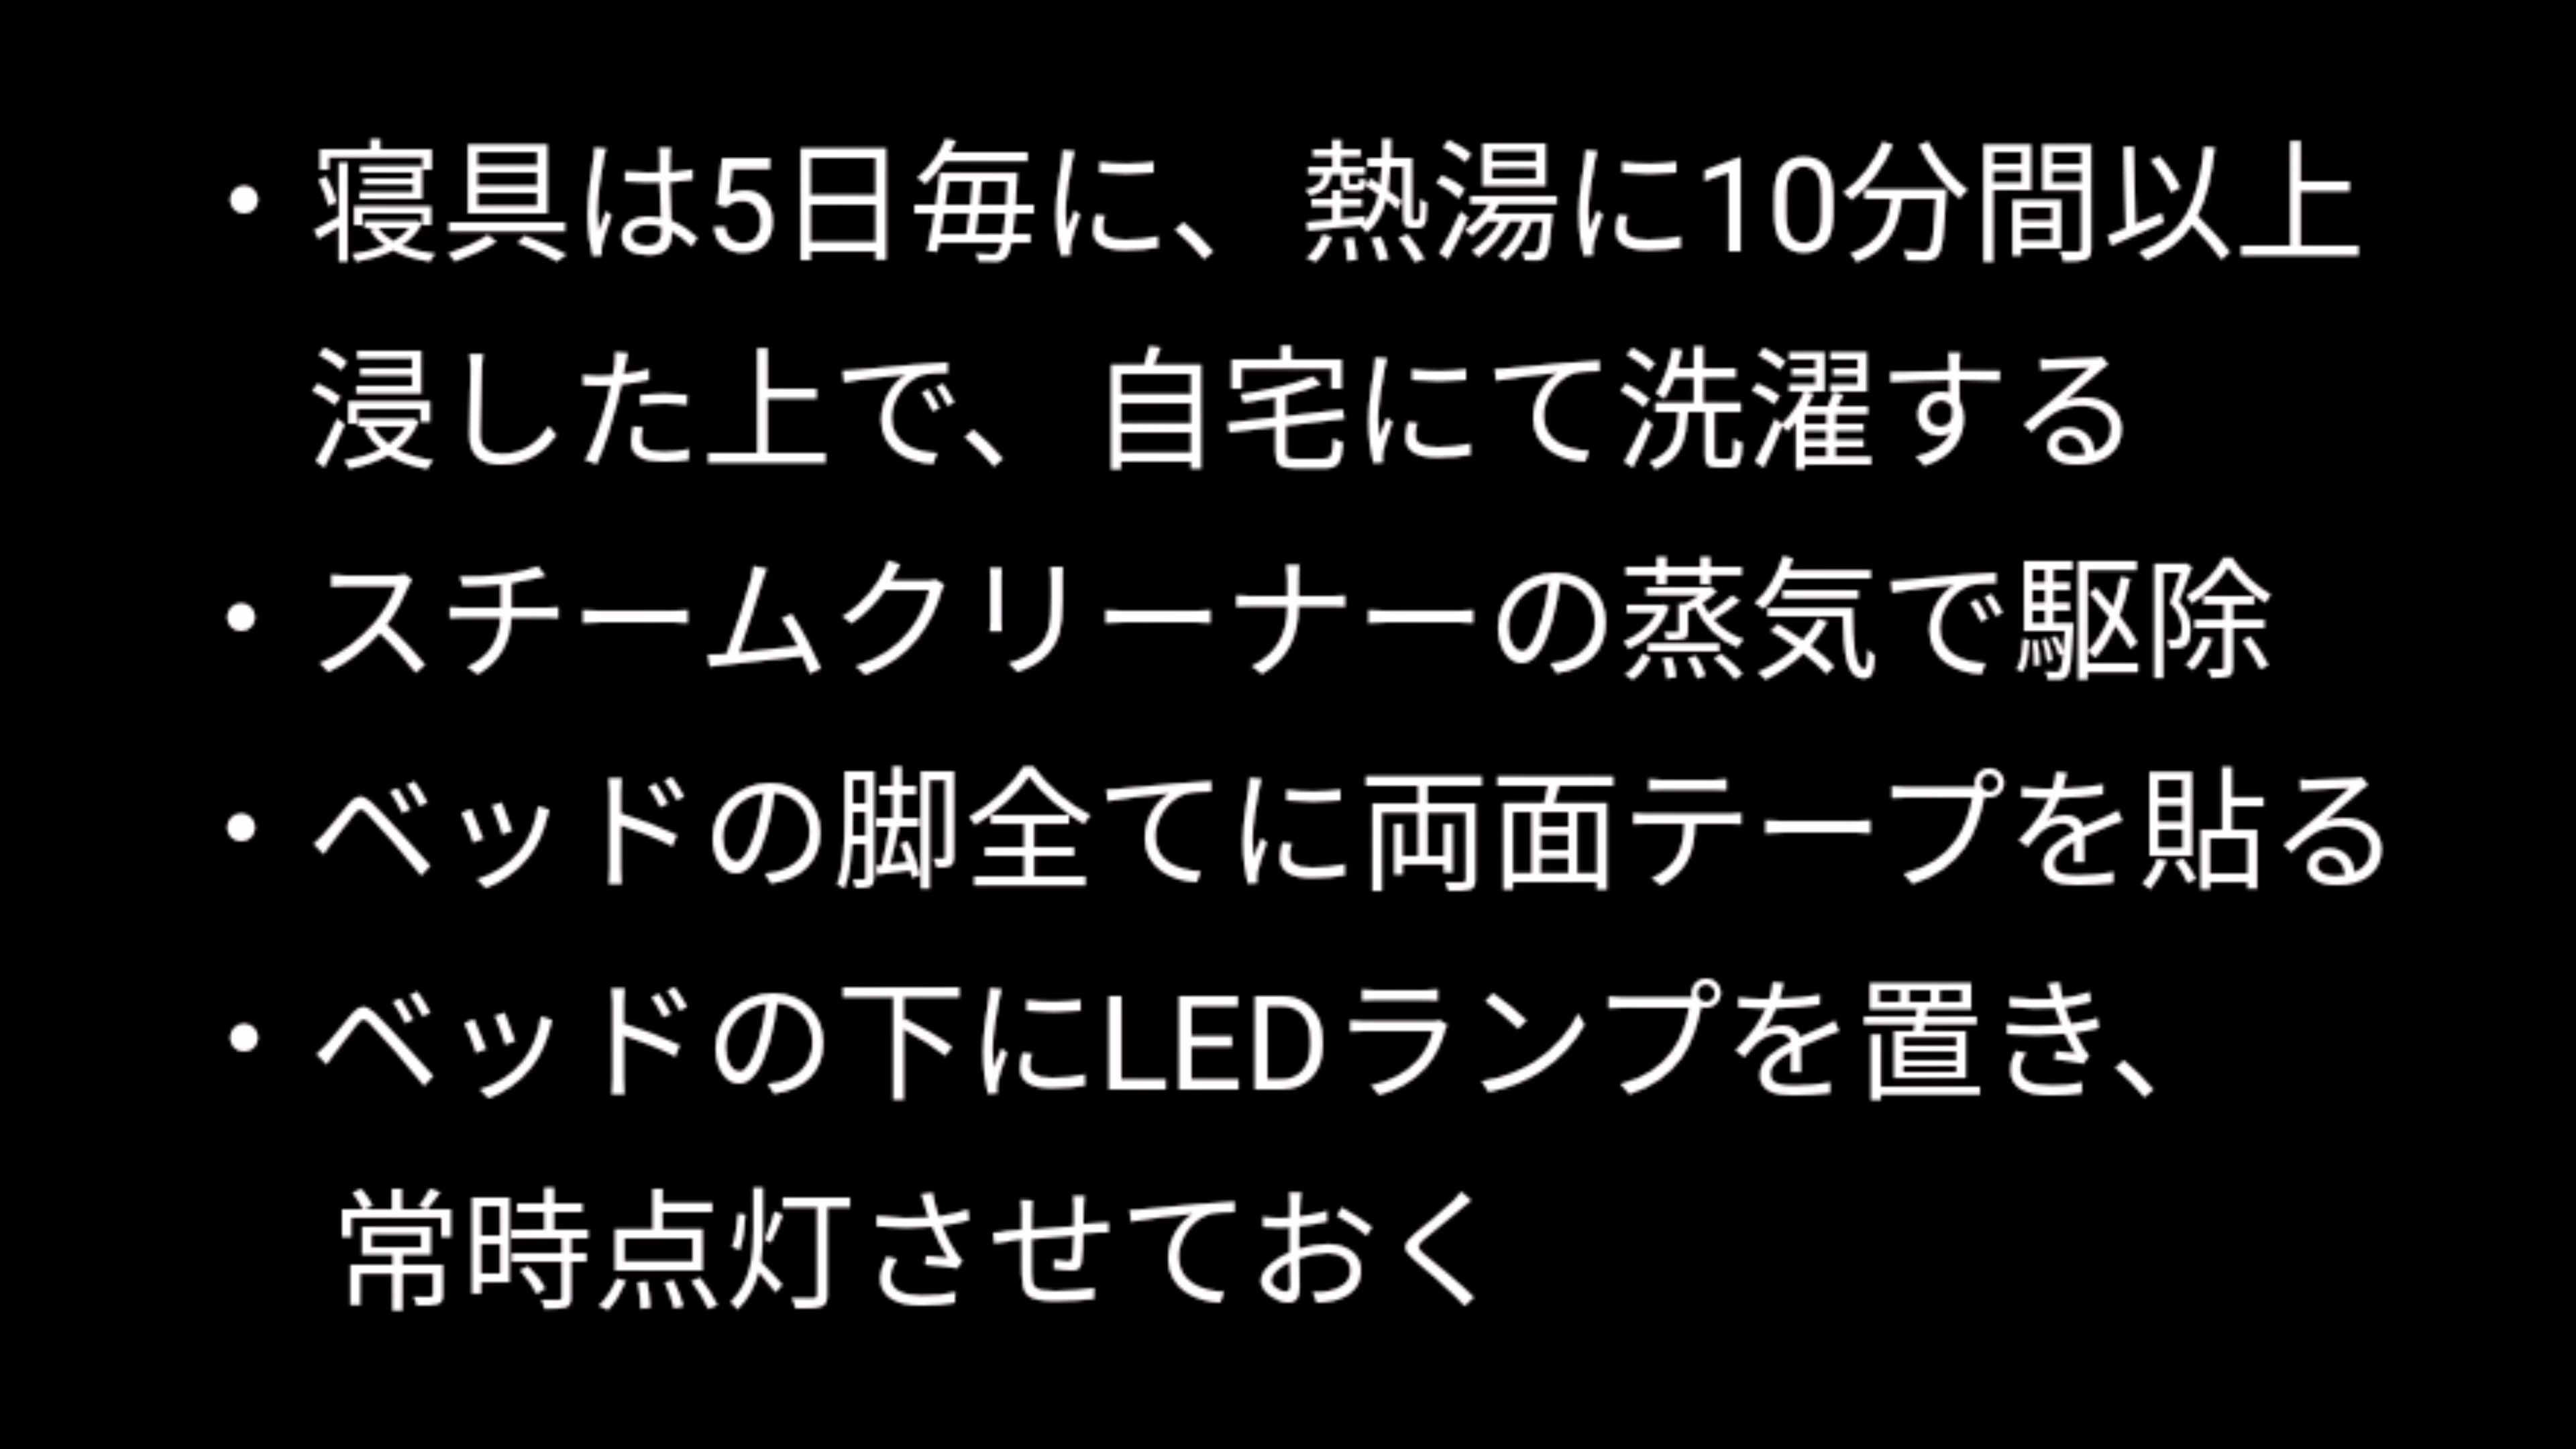 ・寝具は5日毎に、熱湯に10分間以上
浸した上で、自宅にて洗濯する
・スチームクリーナーの蒸気で駆除
・ベッドの脚全てに両面テープを貼る
・ベッドの下にLEDランプを置き、
常時点灯させておく